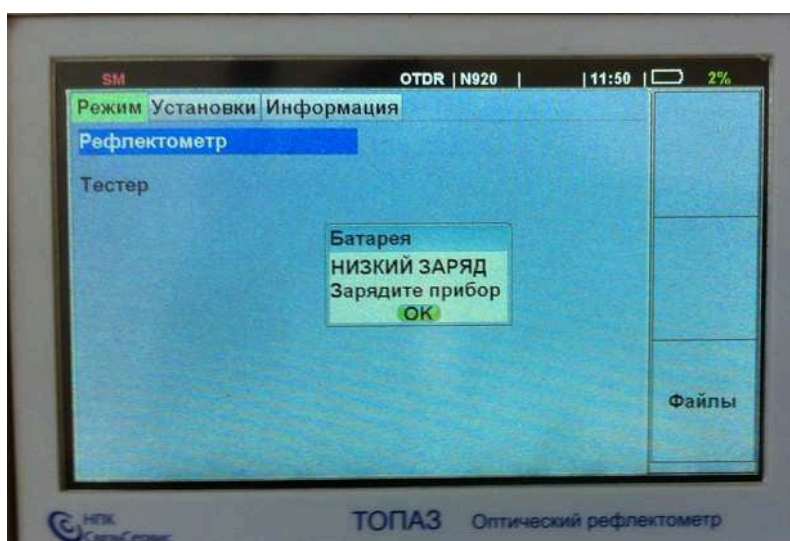 SM OTDR | N920 | | 11:50 | 2%
Режим Установки Информация
Рефлектометр
Тестер
Батарея
НИЗКИЙ ЗАРЯД
Зарядите прибор
OK
Файлы
НПК
СвязьСервис
ТОПАЗ Оптический рефлектометр